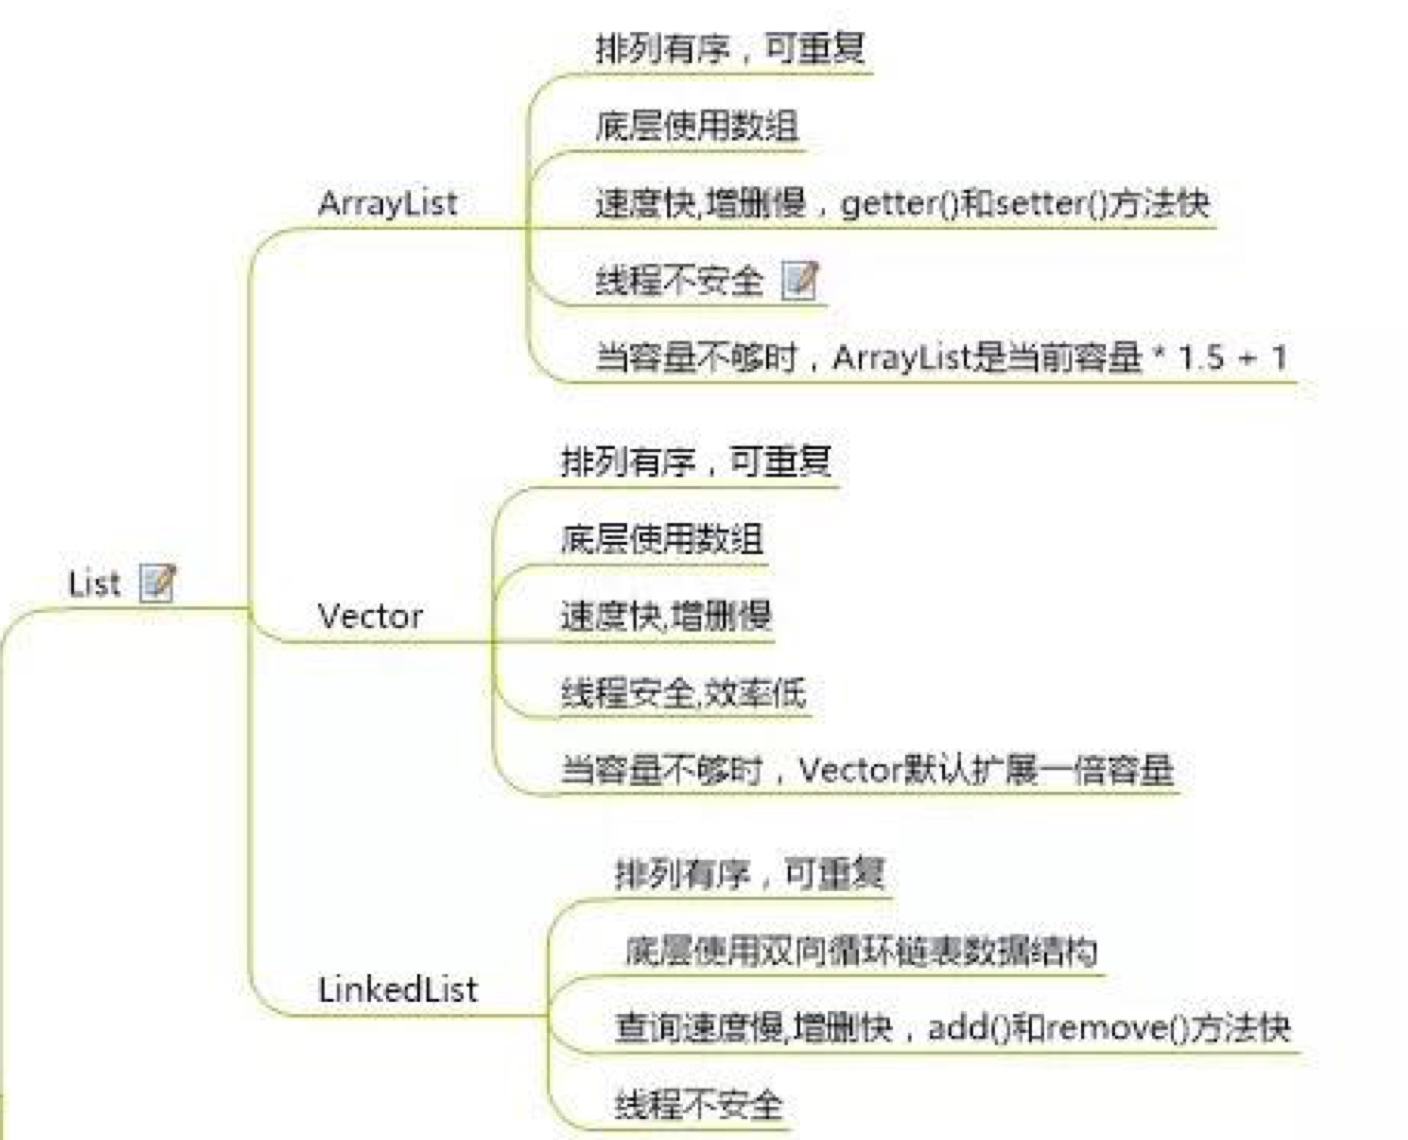 List
ArrayList
排列有序，可重复
底层使用数组
速度快,增删慢，getter()和setter()方法快
线程不安全
当容量不够时，ArrayList是当前容量 * 1.5 + 1
Vector
排列有序，可重复
底层使用数组
速度快,增删慢
线程安全,效率低
当容量不够时，Vector默认扩展一倍容量
LinkedList
排列有序，可重复
底层使用双向循环链表数据结构
查询速度慢,增删快，add()和remove()方法快
线程不安全